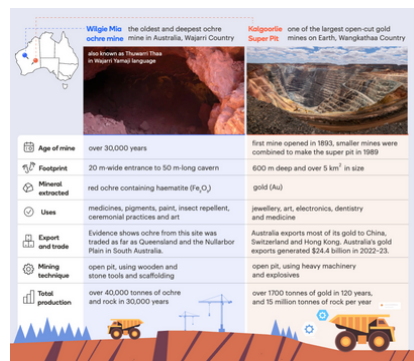 Wilgie Mia
ochre mine
the oldest and deepest ochre
mine in Australia, Wajarri Country
Kalgoorlie
Super Pit
one of the largest open-cut gold
mines on Earth, Wangkathaa Country
also known as Thuwarri Thaa
in Wajarri Yamaji language
Age of mine
over 30,000 years
first mine opened in 1893, smaller mines were
combined to make the super pit in 1989
Footprint
20 m-wide entrance to 50 m-long cavern
600 m deep and over 5 km² in size
Mineral
extracted
red ochre containing haematite (Fe₂O₃)
gold (Au)
Uses
medicines, pigments, paint, insect repellent,
ceremonial practices and art
jewellery, art, electronics, dentistry
and medicine
Export
and trade
Evidence shows ochre from this site was
traded as far as Queensland and the Nullarbor
Plain in South Australia.
Australia exports most of its gold to China,
Switzerland and Hong Kong. Australia's gold
exports generated $24.4 billion in 2022-23.
Mining
technique
open pit, using wooden and
stone tools and scaffolding
open pit, using heavy machinery
and explosives
Total
production
over 40,000 tonnes of ochre
and rock in 30,000 years
over 1700 tonnes of gold in 120 years,
and 15 million tonnes of rock per year